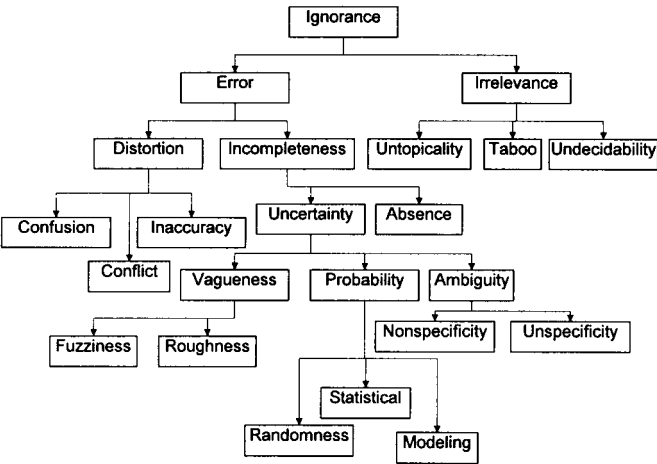 Ignorance
Error
Irrelevance
Distortion
Incompleteness
Untopicality
Taboo
Undecidability
Confusion
Conflict
Inaccuracy
Uncertainty
Absence
Vagueness
Probability
Ambiguity
Fuzziness
Roughness
Nonspecificity
Unspecificity
Randomness
Statistical
Modeling